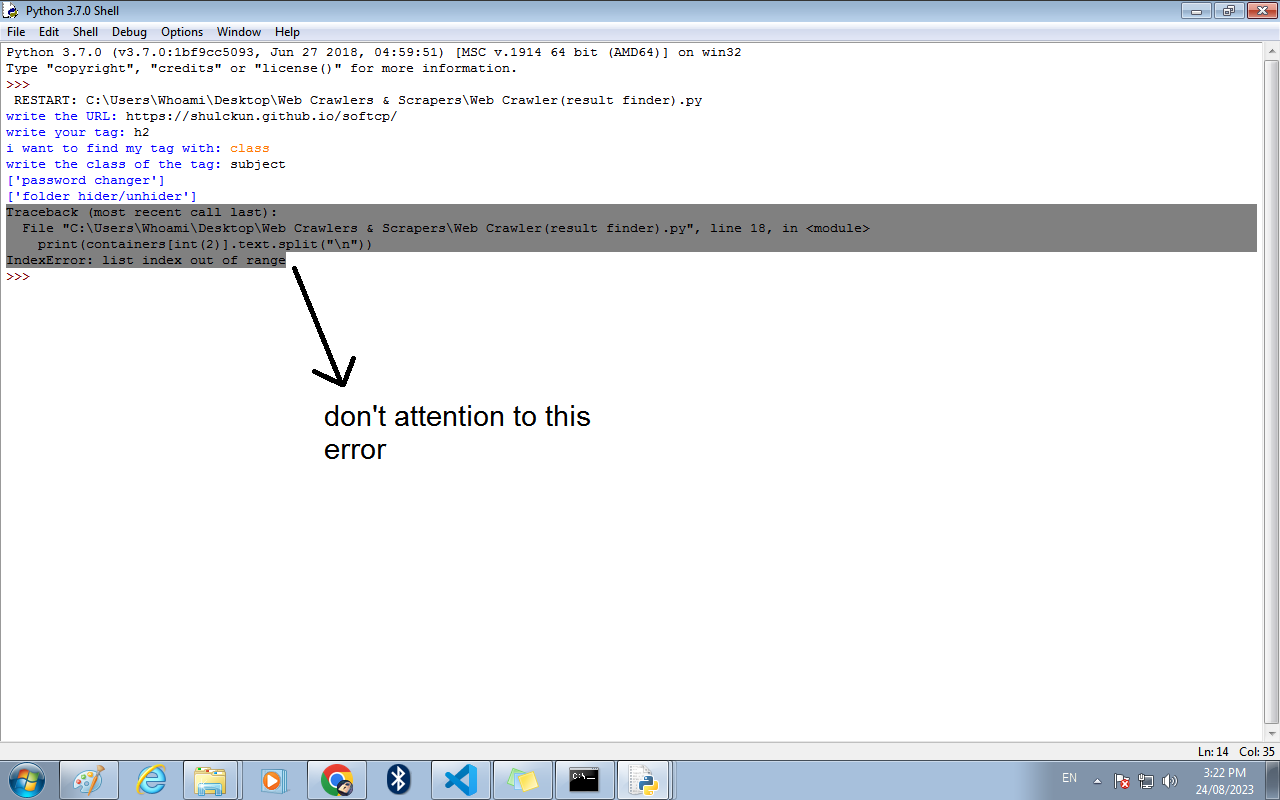 Python 3.7.0 Shell
File Edit Shell Debug Options Window Help
Python 3.7.0 (v3.7.0:1bf9cc5093, Jun 27 2018, 04:59:51) [MSC v.1914 64 bit (AMD64)] on win32
Type "copyright", "credits" or "license()" for more information.
>>>
 RESTART: C:\Users\Whoami\Desktop\Web Crawlers & Scrapers\Web Crawler(result finder).py
write the URL: https://shulckun.github.io/softcp/
write your tag: h2
i want to find my tag with: class
write the class of the tag: subject
['password changer']
['folder hider/unhider']
Traceback (most recent call last):
  File "C:\Users\Whoami\Desktop\Web Crawlers & Scrapers\Web Crawler(result finder).py", line 18, in <module>
    print(containers[int(2)].text.split("\n"))
IndexError: list index out of range
>>>
don't attention to this
error
Ln: 14 Col: 35
C:\_
EN
3:22 PM
24/08/2023